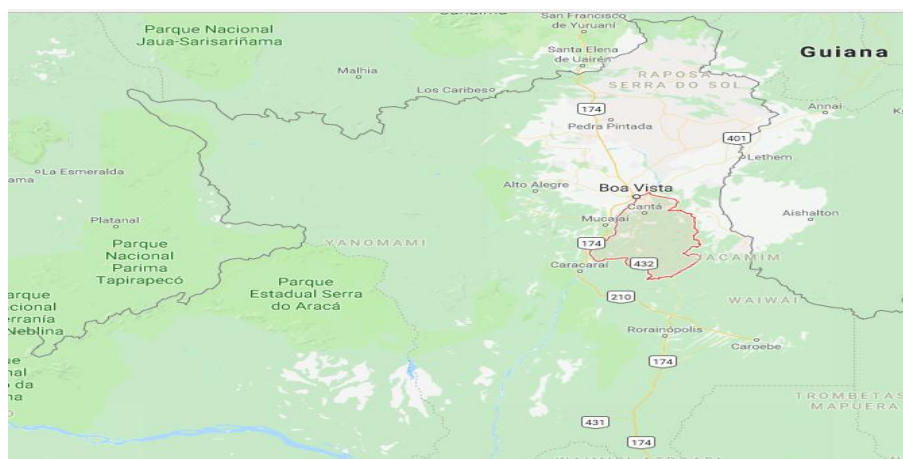 San Francisco
de Yuruaní
Parque Nacional
Jaua-Sarisariñama
Santa Elena
de Uairén
Guiana
Malhia
RAPOSA
SERRA DO SOL
Los Caribes
Annai
174
Pedra Pintada
401
Lethem
La Esmeralda
Alto Alegre
Boa Vista
Cantá
Platanal
Mucajaí
Aishalton
Parque
Nacional
Parima
Tapirapecó
YANOMAMI
174
JACAMIM
432
Caracaraí
Parque
Estadual Serra
do Aracá
210
WAIWAI
Neblina
Rorainópolis
Caroebe
174
TROMBETAS
MAPUERA
431
174